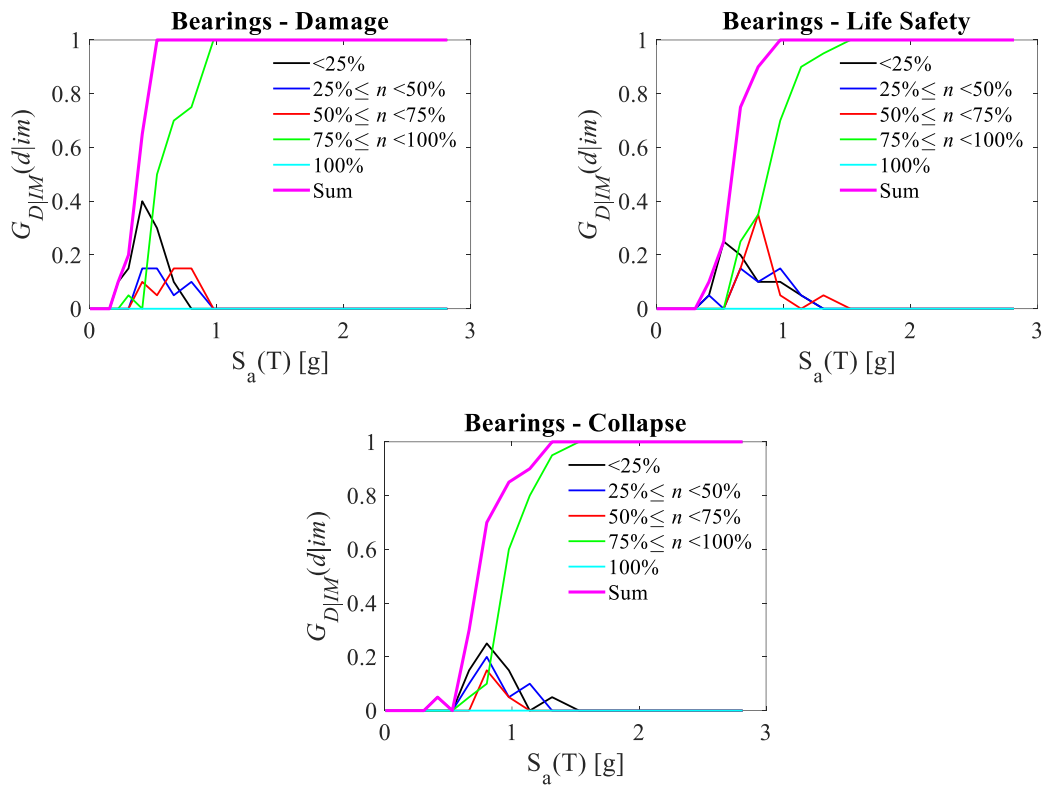 Bearings - Damage
1
0.8
0.6
0.4
0.2
0
0 1 2 3
G_{D|IM}(d|im)
S_a(T) [g]
<25%
25%≤ n <50%
50%≤ n <75%
75%≤ n <100%
100%
Sum
Bearings - Life Safety
1
0.8
0.6
0.4
0.2
0
0 1 2 3
G_{D|IM}(d|im)
S_a(T) [g]
<25%
25%≤ n <50%
50%≤ n <75%
75%≤ n <100%
100%
Sum
Bearings - Collapse
1
0.8
0.6
0.4
0.2
0
0 1 2 3
G_{D|IM}(d|im)
S_a(T) [g]
<25%
25%≤ n <50%
50%≤ n <75%
75%≤ n <100%
100%
Sum